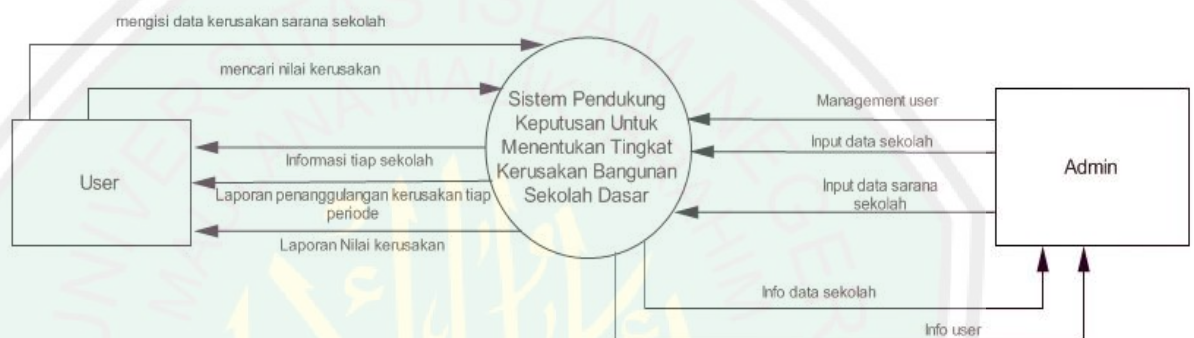 mengisi data kerusakan sarana sekolah
mencari nilai kerusakan
User
Informasi tiap sekolah
Laporan penanggulangan kerusakan tiap
periode
Laporan Nilai kerusakan
Sistem Pendukung
Keputusan Untuk
Menentukan Tingkat
Kerusakan Bangunan
Sekolah Dasar
Management user
Input data sekolah
Input data sarana
sekolah
Admin
Info data sekolah
Info user